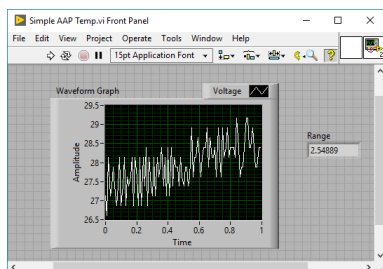 Simple AAP Temp.vi Front Panel
File Edit View Project Operate Tools Window Help
15pt Application Font
2
Waveform Graph
Voltage
29.5
29
28.5
28
27.5
27
26.5
Amplitude
0 0.2 0.4 0.6 0.8 1
Time
Range
2.54889